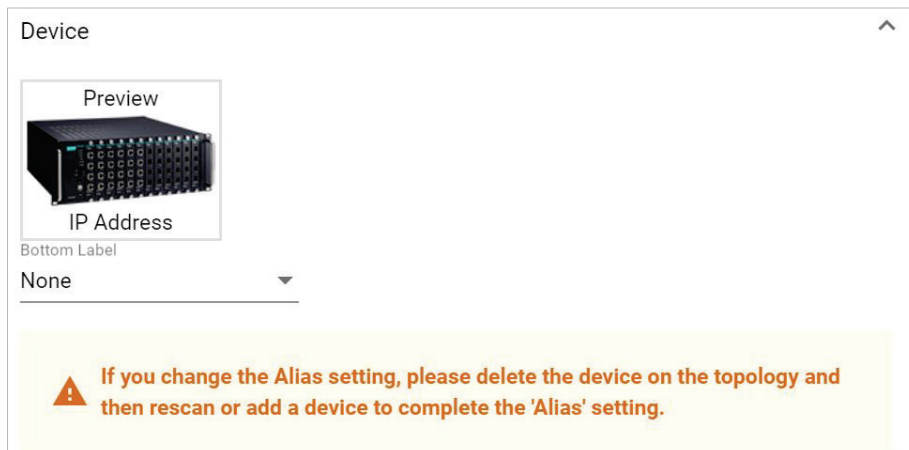 Device
Preview
IP Address
Bottom Label
None
If you change the Alias setting, please delete the device on the topology and
then rescan or add a device to complete the 'Alias' setting.